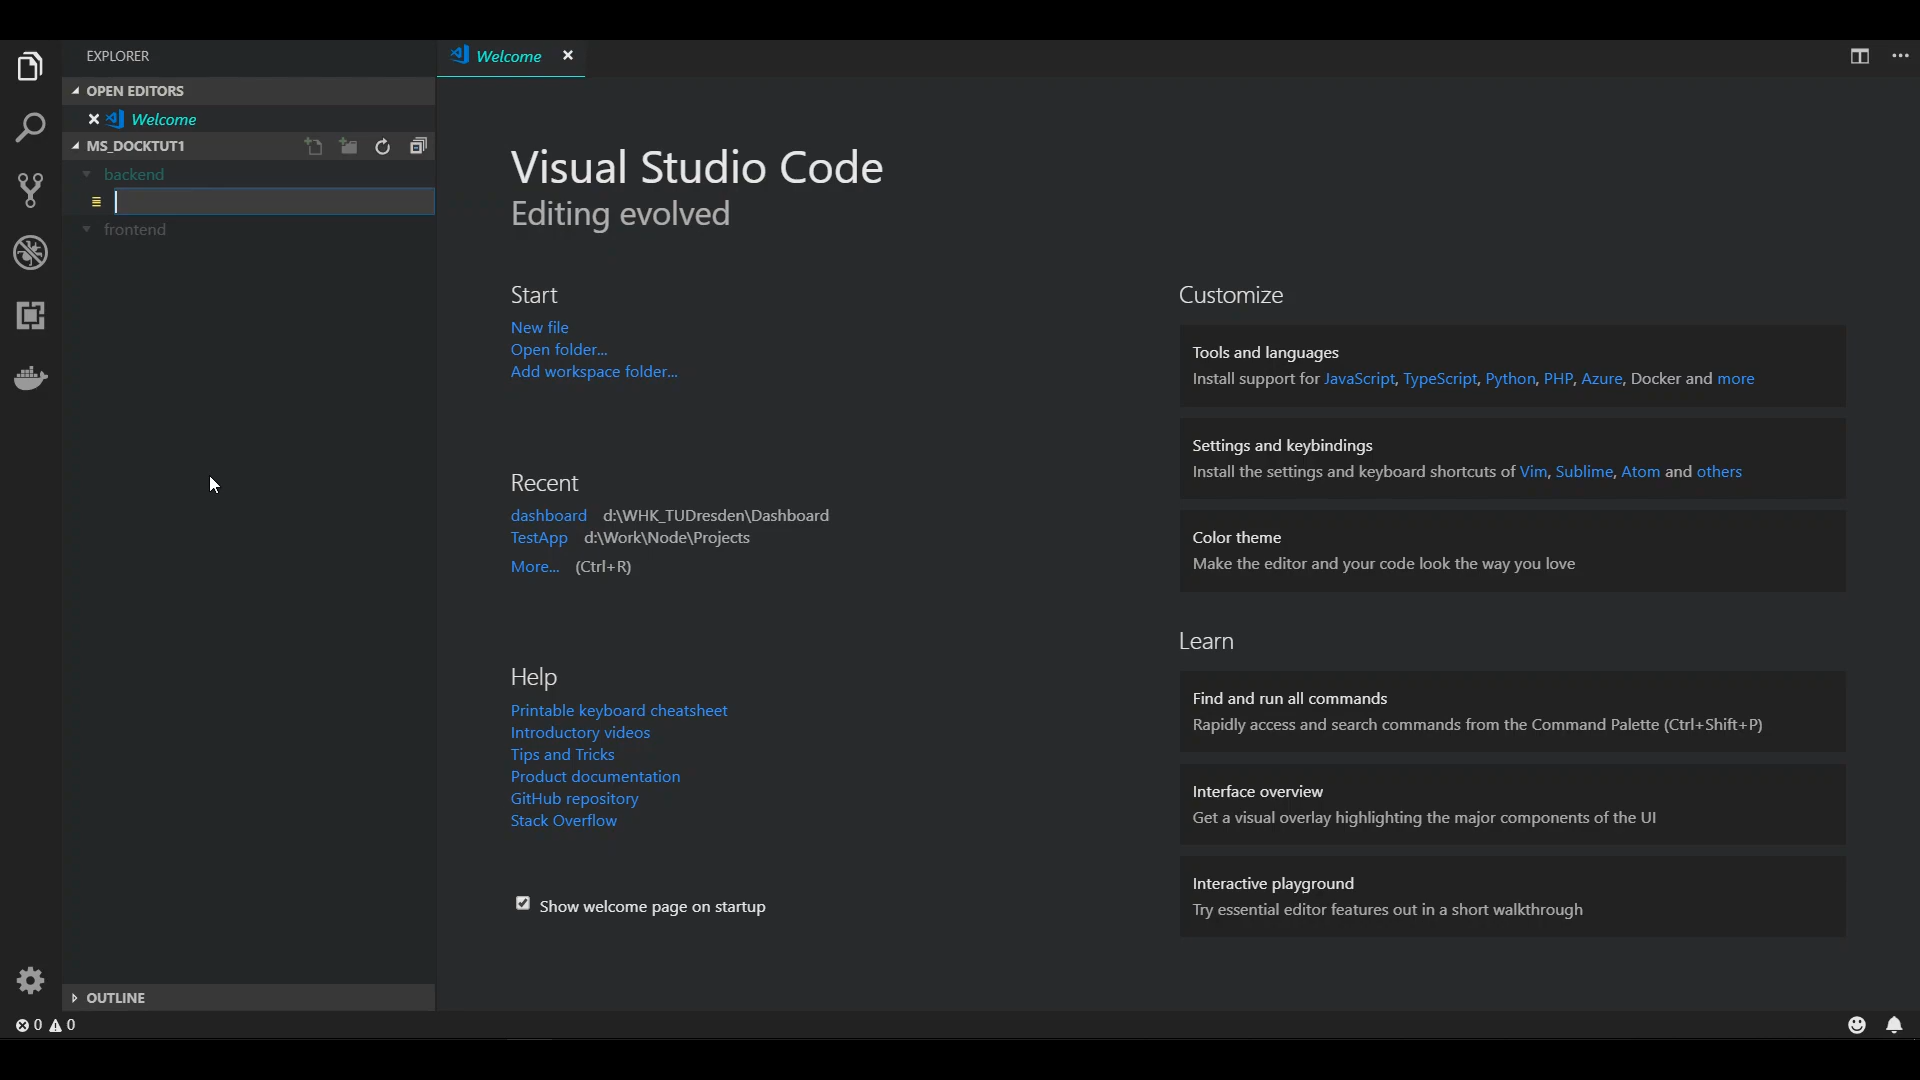 EXPLORER
OPEN EDITORS
Welcome
MS_DOCKTUT1
backend
frontend
OUTLINE
0 0
Welcome
Visual Studio Code
Editing evolved
Start
New file
Open folder...
Add workspace folder...
Recent
dashboard d:\WHK_TUDresden\Dashboard
TestApp d:\Work\Node\Projects
More... (Ctrl+R)
Help
Printable keyboard cheatsheet
Introductory videos
Tips and Tricks
Product documentation
GitHub repository
Stack Overflow
Show welcome page on startup
Customize
Tools and languages
Install support for JavaScript, TypeScript, Python, PHP, Azure, Docker and more
Settings and keybindings
Install the settings and keyboard shortcuts of Vim, Sublime, Atom and others
Color theme
Make the editor and your code look the way you love
Learn
Find and run all commands
Rapidly access and search commands from the Command Palette (Ctrl+Shift+P)
Interface overview
Get a visual overlay highlighting the major components of the UI
Interactive playground
Try essential editor features out in a short walkthrough